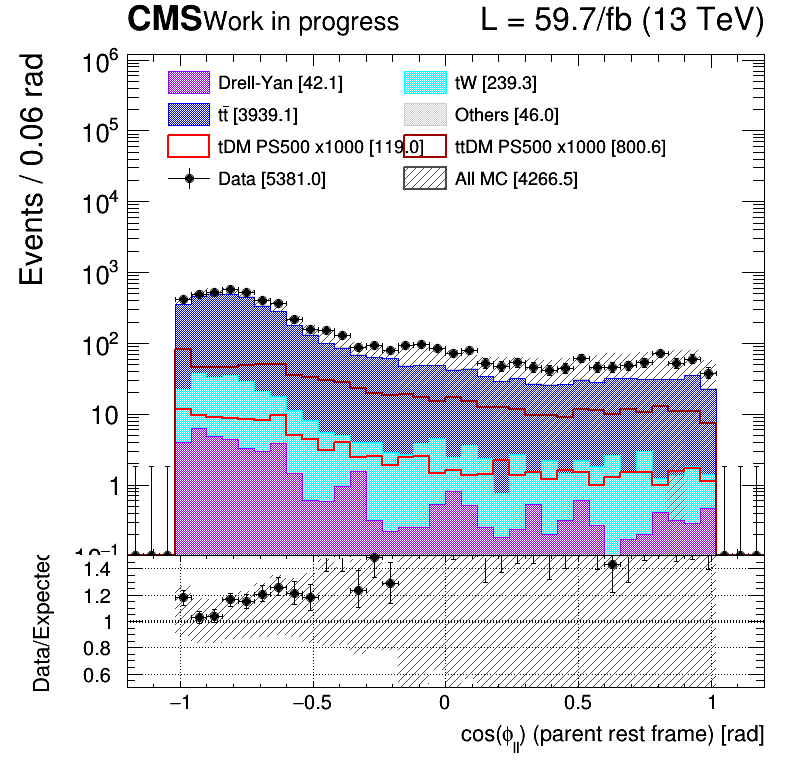 CMS Work in progress L = 59.7/fb (13 TeV)
Events / 0.06 rad
10⁶
10⁵
10⁴
10³
10²
10
1
10⁻¹
Drell-Yan [42.1] tW [239.3]
tt̄ [3939.1] Others [46.0]
tDM PS500 x1000 [119.0] ttDM PS500 x1000 [800.6]
Data [5381.0] All MC [4266.5]
Data/Expected
1.4
1.2
1
0.8
0.6
−1 −0.5 0 0.5 1
cos(ϕ_ll) (parent rest frame) [rad]